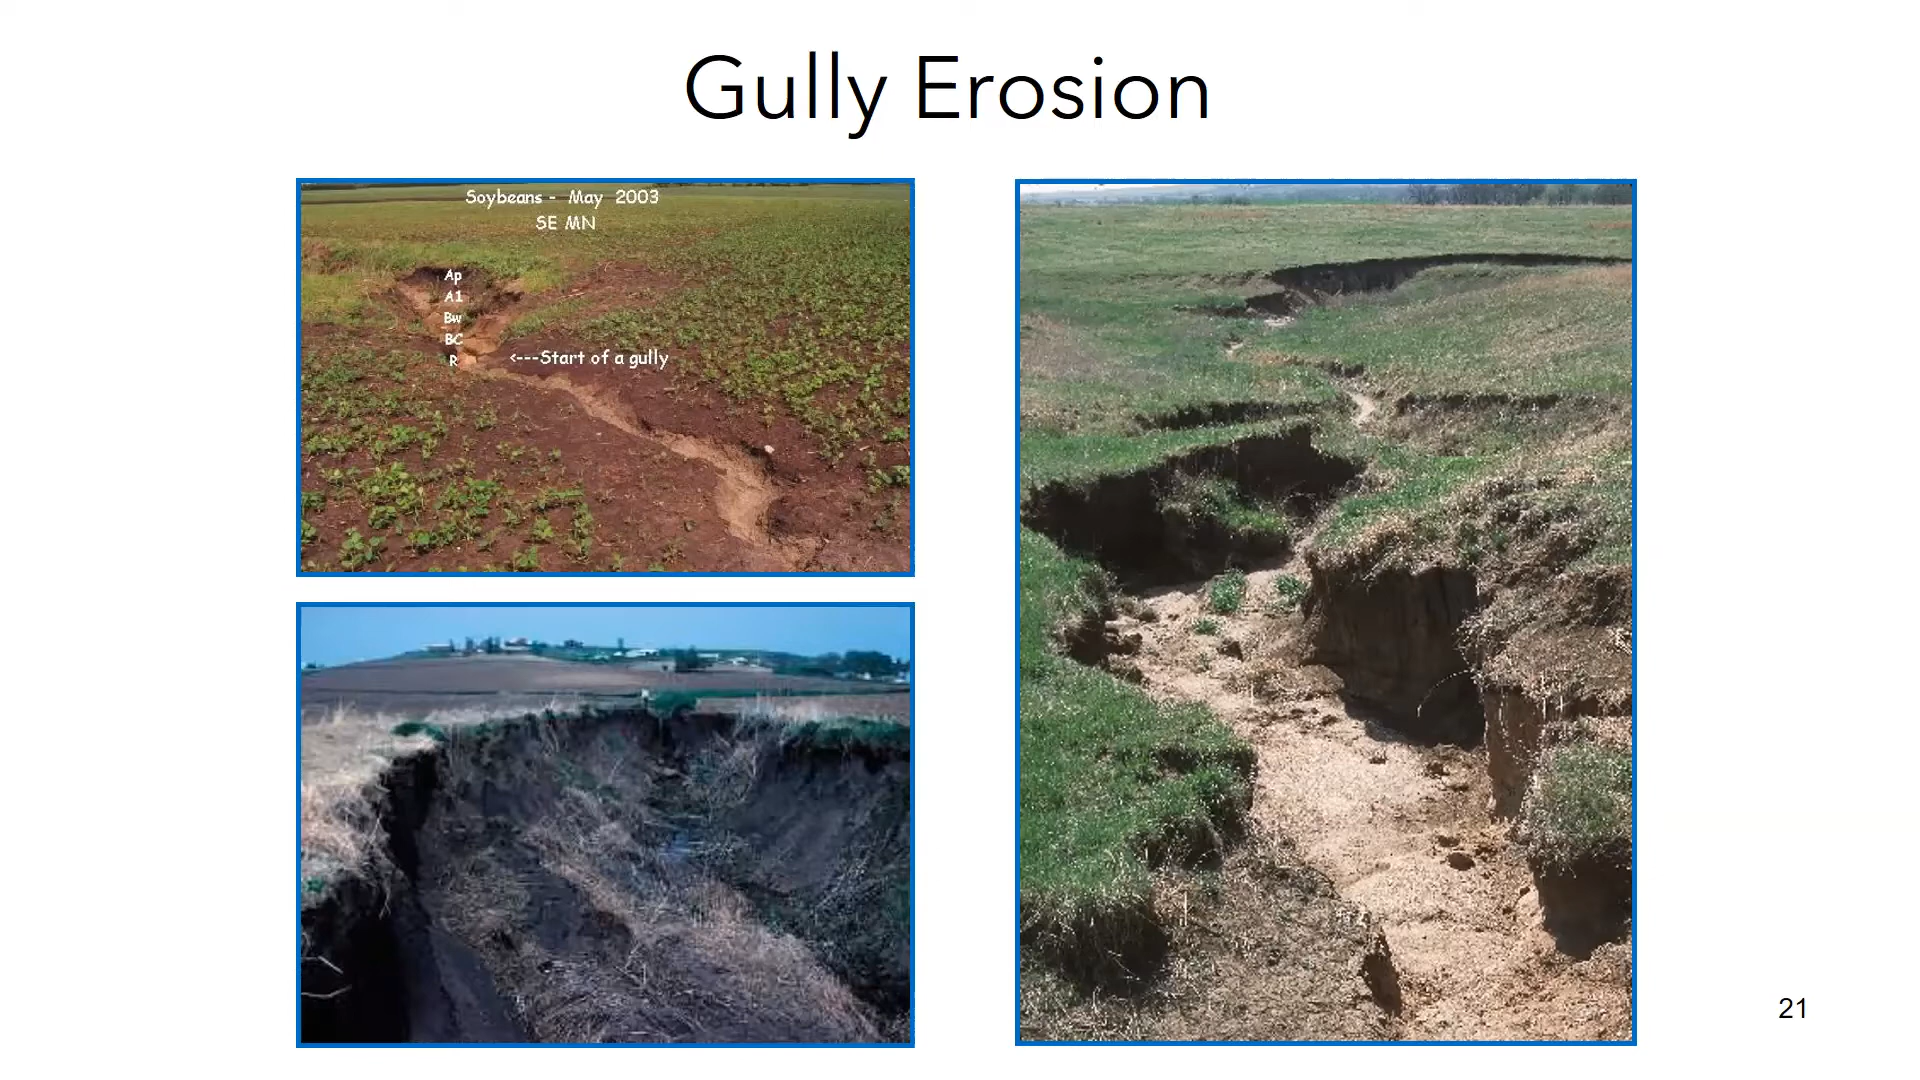 Gully Erosion
Soybeans - May 2003
SE MN
Ap
A1
Bw
BC
R
<---Start of a gully
21